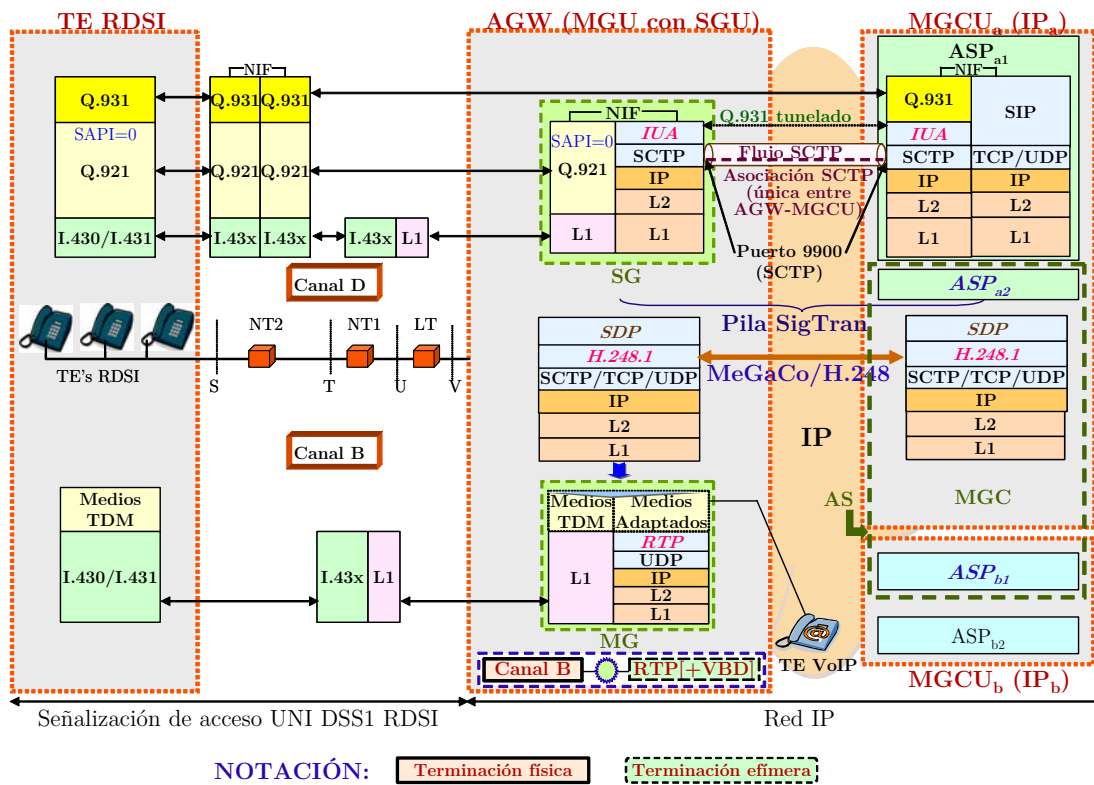 TE RDSI
AGW (MGU con SGU)
MGCUa (IPa)
ASPa1
NIF
NIF
NIF
Q.931
Q.931
Q.931
Q.931
SIP
Q.931 tunelado
SAPI=0
Q.921
Q.921
Q.921
SAPI=0
Q.921
IUA
SCTP
IP
L2
L1
L1
Flujo SCTP
Asociación SCTP
(única entre
AGW-MGCU)
IUA
SCTP
TCP/UDP
IP
IP
L2
L2
L1
L1
I.430/I.431
I.43x
I.43x
I.43x
L1
Puerto 9900
(SCTP)
SG
Canal D
ASPa2
Pila SigTran
NT2
NT1
LT
TE's RDSI
S
T
U
V
SDP
H.248.1
SCTP/TCP/UDP
IP
L2
L1
MeGaCo/H.248
SDP
H.248.1
SCTP/TCP/UDP
IP
L2
L1
IP
Canal B
MGC
AS
Medios
TDM
I.430/I.431
I.43x
L1
Medios
TDM
Medios
Adaptados
L1
RTP
UDP
IP
L2
L1
MG
ASPb1
ASPb2
@
TE VoIP
Canal B
RTP[+VBD]
MGCUb (IPb)
Señalización de acceso UNI DSS1 RDSI
Red IP
NOTACIÓN:
Terminación física
Terminación efímera